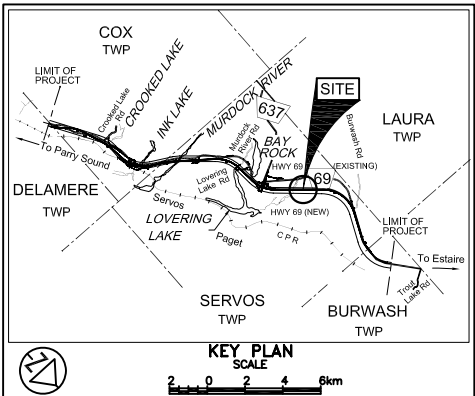 COX
TWP
LIMIT OF
PROJECT
Crooked Lake
Rd
CROOKED LAKE
INK LAKE
MURDOCK RIVER
637
SITE
LAURA
TWP
To Parry Sound
DELAMERE
TWP
Murdock
River Rd
BAY
ROCK
HWY 69
69
(EXISTING)
Burwash Rd
Lovering
Lake Rd
Servos
LOVERING
LAKE
HWY 69 (NEW)
Paget
CPR
LIMIT OF
PROJECT
To Estaire
Trout
Lake Rd
SERVOS
TWP
BURWASH
TWP
N
KEY PLAN
SCALE
2 0 2 4 6km